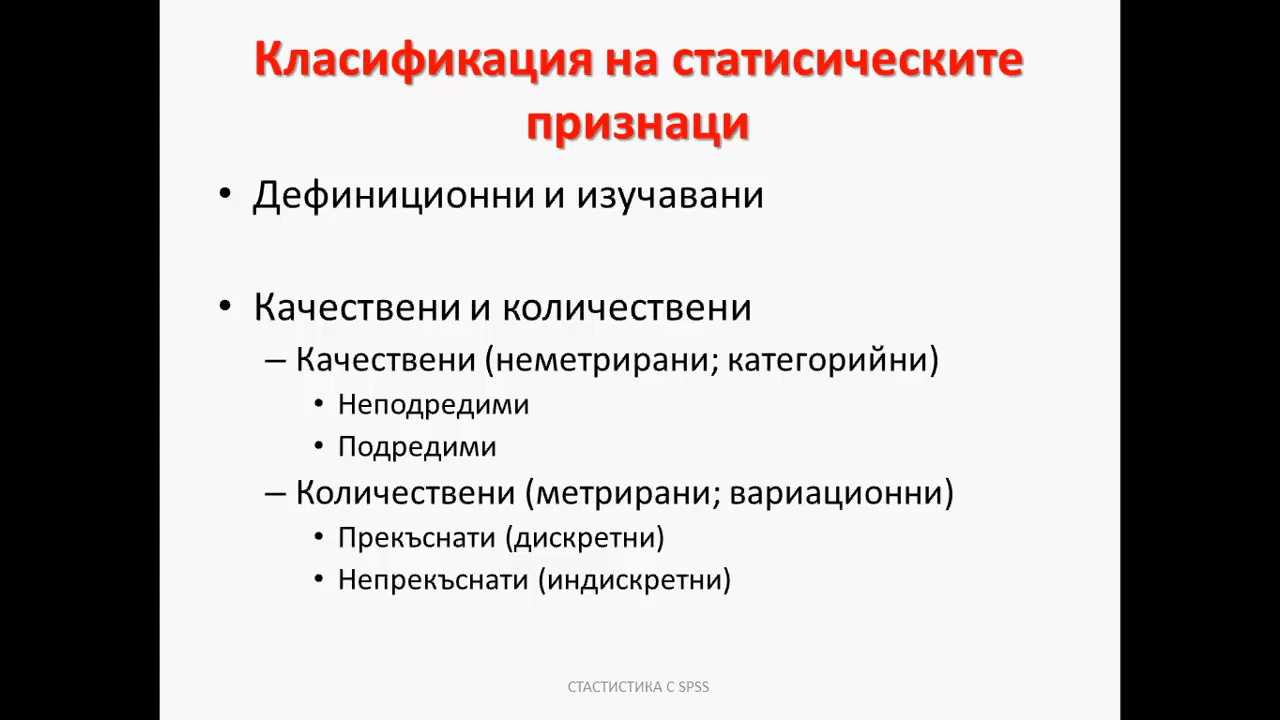 Класификация на статисическите
признаци
• Дефиниционни и изучавани
• Качествени и количествени
– Качествени (неметрирани; категорийни)
• Неподредими
• Подредими
– Количествени (метрирани; вариационни)
• Прекъснати (дискретни)
• Непрекъснати (индискретни)
СТАСТИСТИКА С SPSS